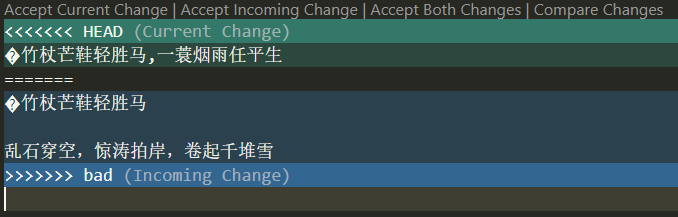 Accept Current Change | Accept Incoming Change | Accept Both Changes | Compare Changes
<<<<<<< HEAD (Current Change)
�竹杖芒鞋轻胜马,一蓑烟雨任平生
=======
�竹杖芒鞋轻胜马
乱石穿空，惊涛拍岸，卷起千堆雪
>>>>>>> bad (Incoming Change)